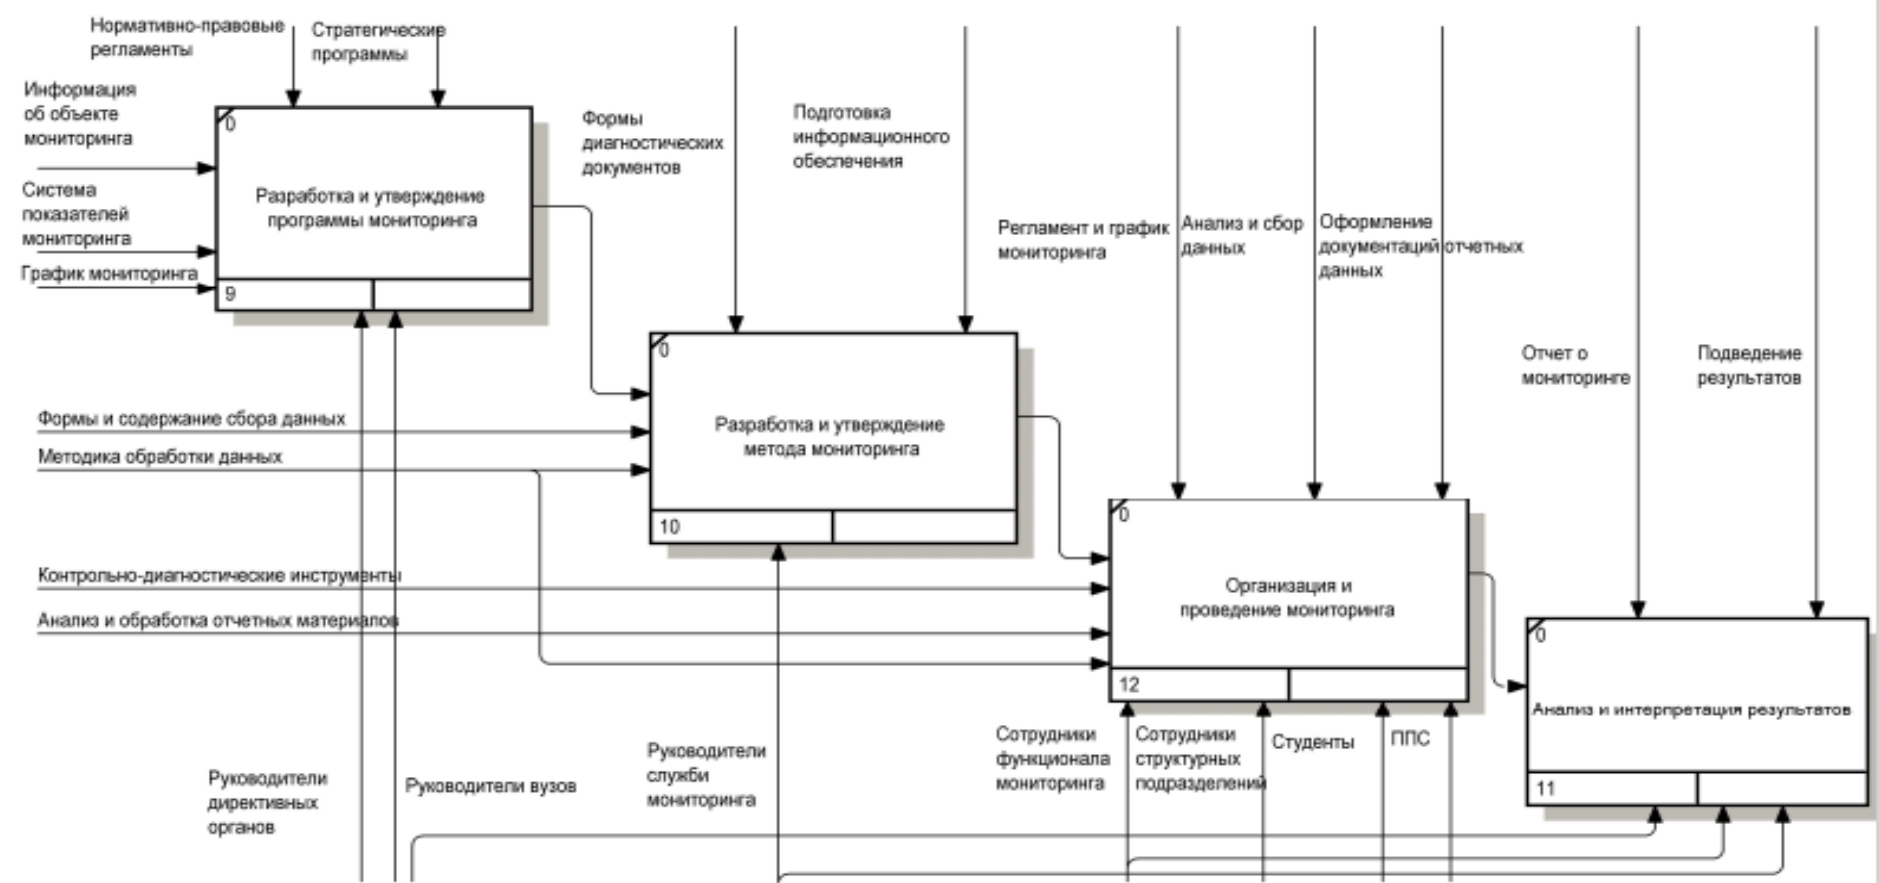 Нормативно-правовые
регламенты
Стратегические
программы
Информация
об объекте
мониторинга
Система
показателей
мониторинга
График мониторинга
0
Разработка и утверждение
программы мониторинга
9
Формы
диагностических
документов
Подготовка
информационного
обеспечения
Регламент и график
мониторинга
Анализ и сбор
данных
Оформление
документаций отчетных
данных
Отчет о
мониторинге
Подведение
результатов
0
Разработка и утверждение
метода мониторинга
10
Формы и содержание сбора данных
Методика обработки данных
Контрольно-диагностические инструменты
Анализ и обработка отчетных материалов
0
Организация и
проведение мониторинга
12
0
Анализ и интерпретация результатов
11
Руководители
директивных
органов
Руководители вузов
Руководители
служби
мониторинга
Сотрудники
функционала
мониторинга
Сотрудники
структурных
подразделений
Студенты
ППС